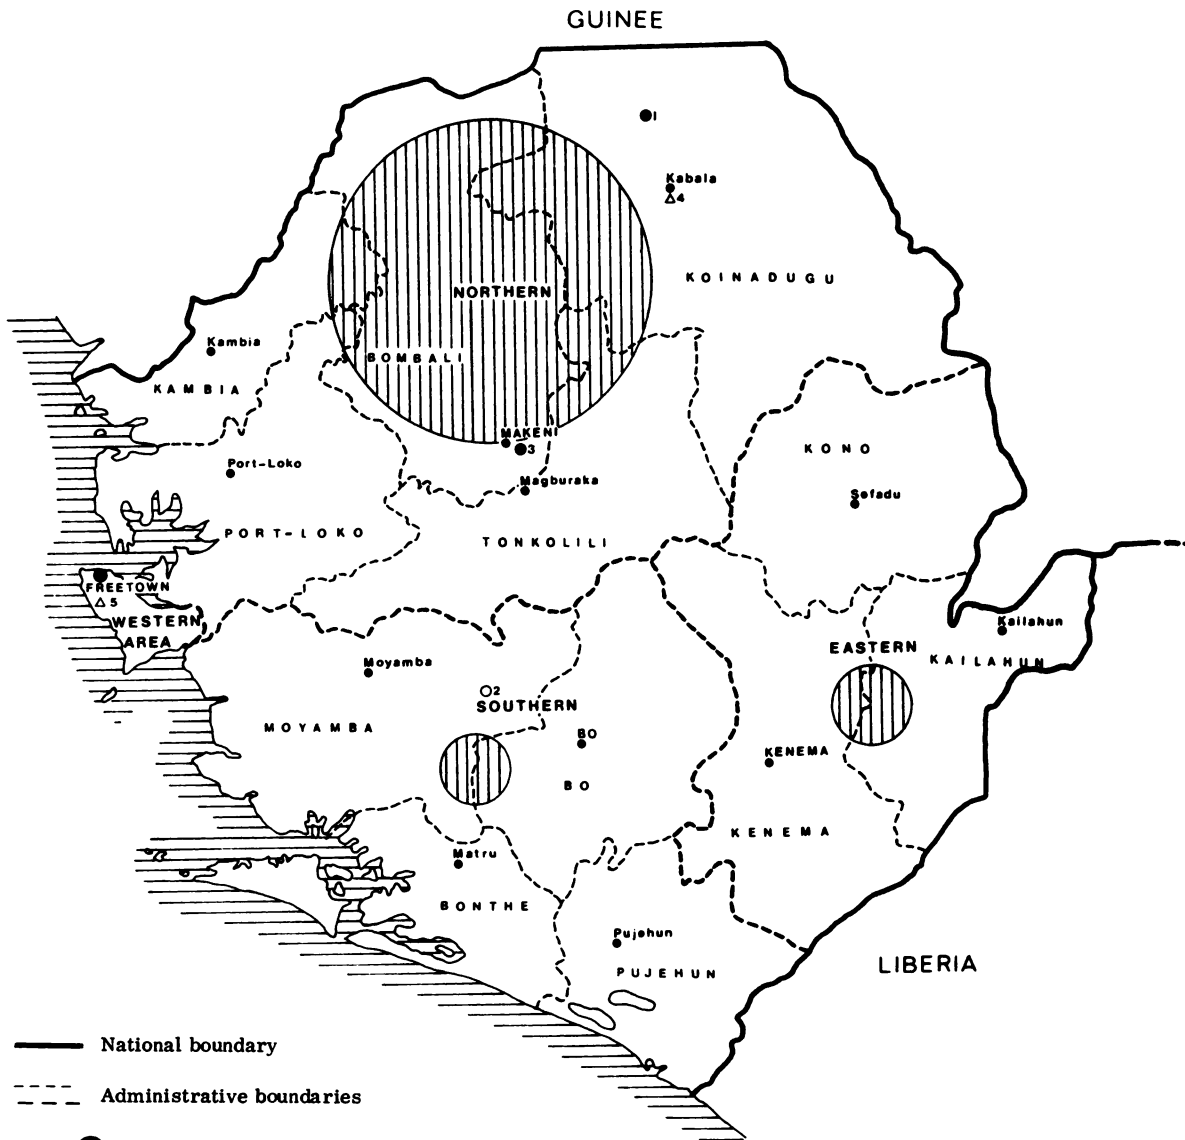 GUINEE
1
Kabala
4
KOINADUGU
NORTHERN
Kambia
BOMBALI
KAMBIA
MAKENI
3
KONO
Port-Loko
Magburaka
Sefadu
PORT-LOKO
TONKOLILI
FREETOWN
5
WESTERN
AREA
Kailahun
EASTERN
KAILAHUN
Moyamba
2
SOUTHERN
MOYAMBA
BO
KENEMA
BO
KENEMA
Matru
BONTHE
Pujehun
PUJEHUN
LIBERIA
National boundary
Administrative boundaries